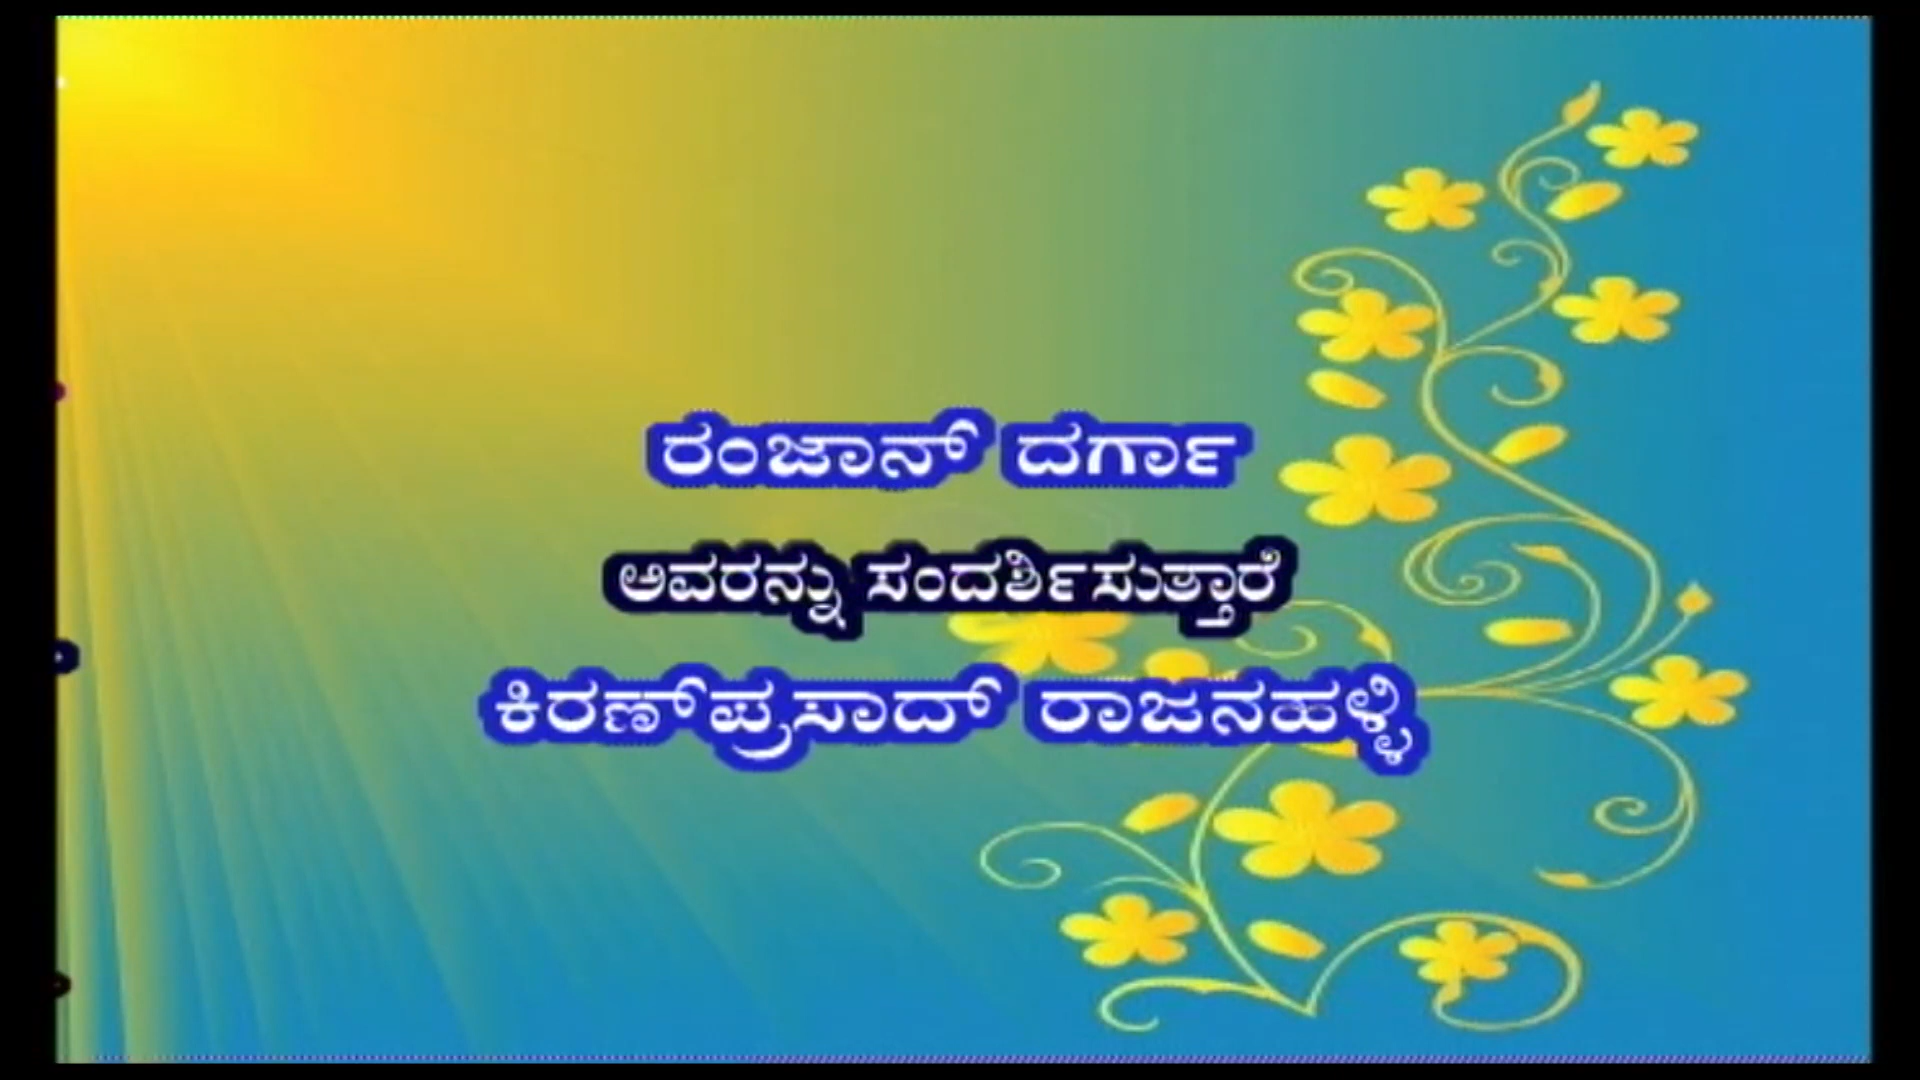 ರಂಜಾನ್ ದರ್ಗಾ
ಅವರನ್ನು ಸಂದರ್ಶಿಸುತ್ತಾರೆ
ಕಿರಣ್‌ಪ್ರಸಾದ್ ರಾಜನಹಳ್ಳಿ